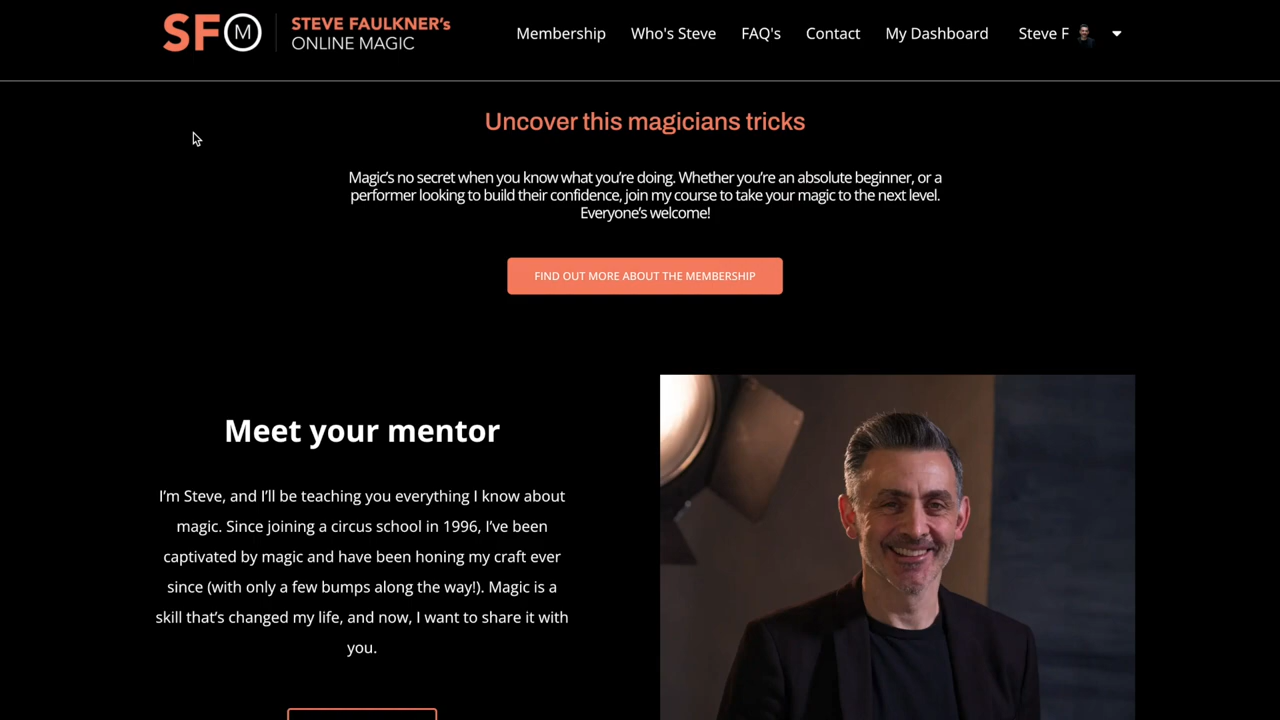 SFOM
STEVE FAULKNER's
ONLINE MAGIC
Membership
Who's Steve
FAQ's
Contact
My Dashboard
Steve F
Uncover this magicians tricks
Magic's no secret when you know what you're doing. Whether you're an absolute beginner, or a
performer looking to build their confidence, join my course to take your magic to the next level.
Everyone's welcome!
FIND OUT MORE ABOUT THE MEMBERSHIP
Meet your mentor
I'm Steve, and I'll be teaching you everything I know about
magic. Since joining a circus school in 1996, I've been
captivated by magic and have been honing my craft ever
since (with only a few bumps along the way!). Magic is a
skill that's changed my life, and now, I want to share it with
you.